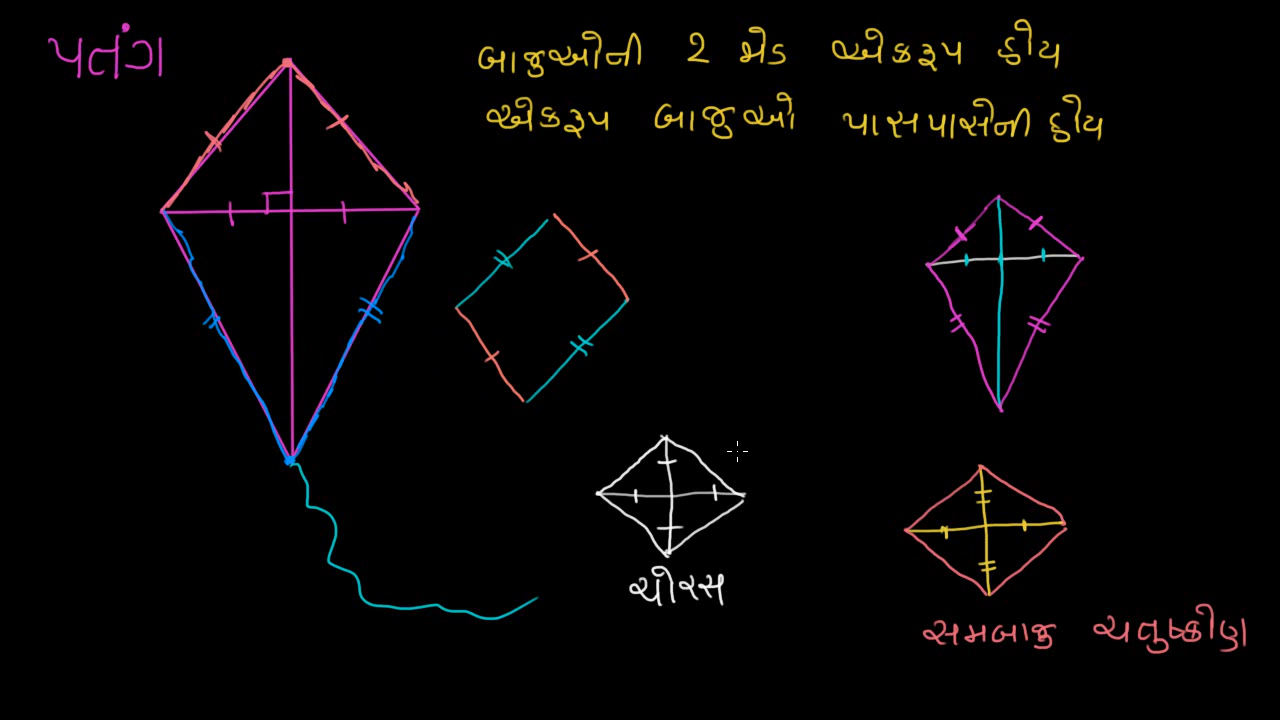 પતંગ
બાજુઓની 2 જોડ એકરૂપ હોય
એકરૂપ બાજુઓ પાસપાસેની હોય
ચોરસ
સમબાજુ ચતુષ્કોણ